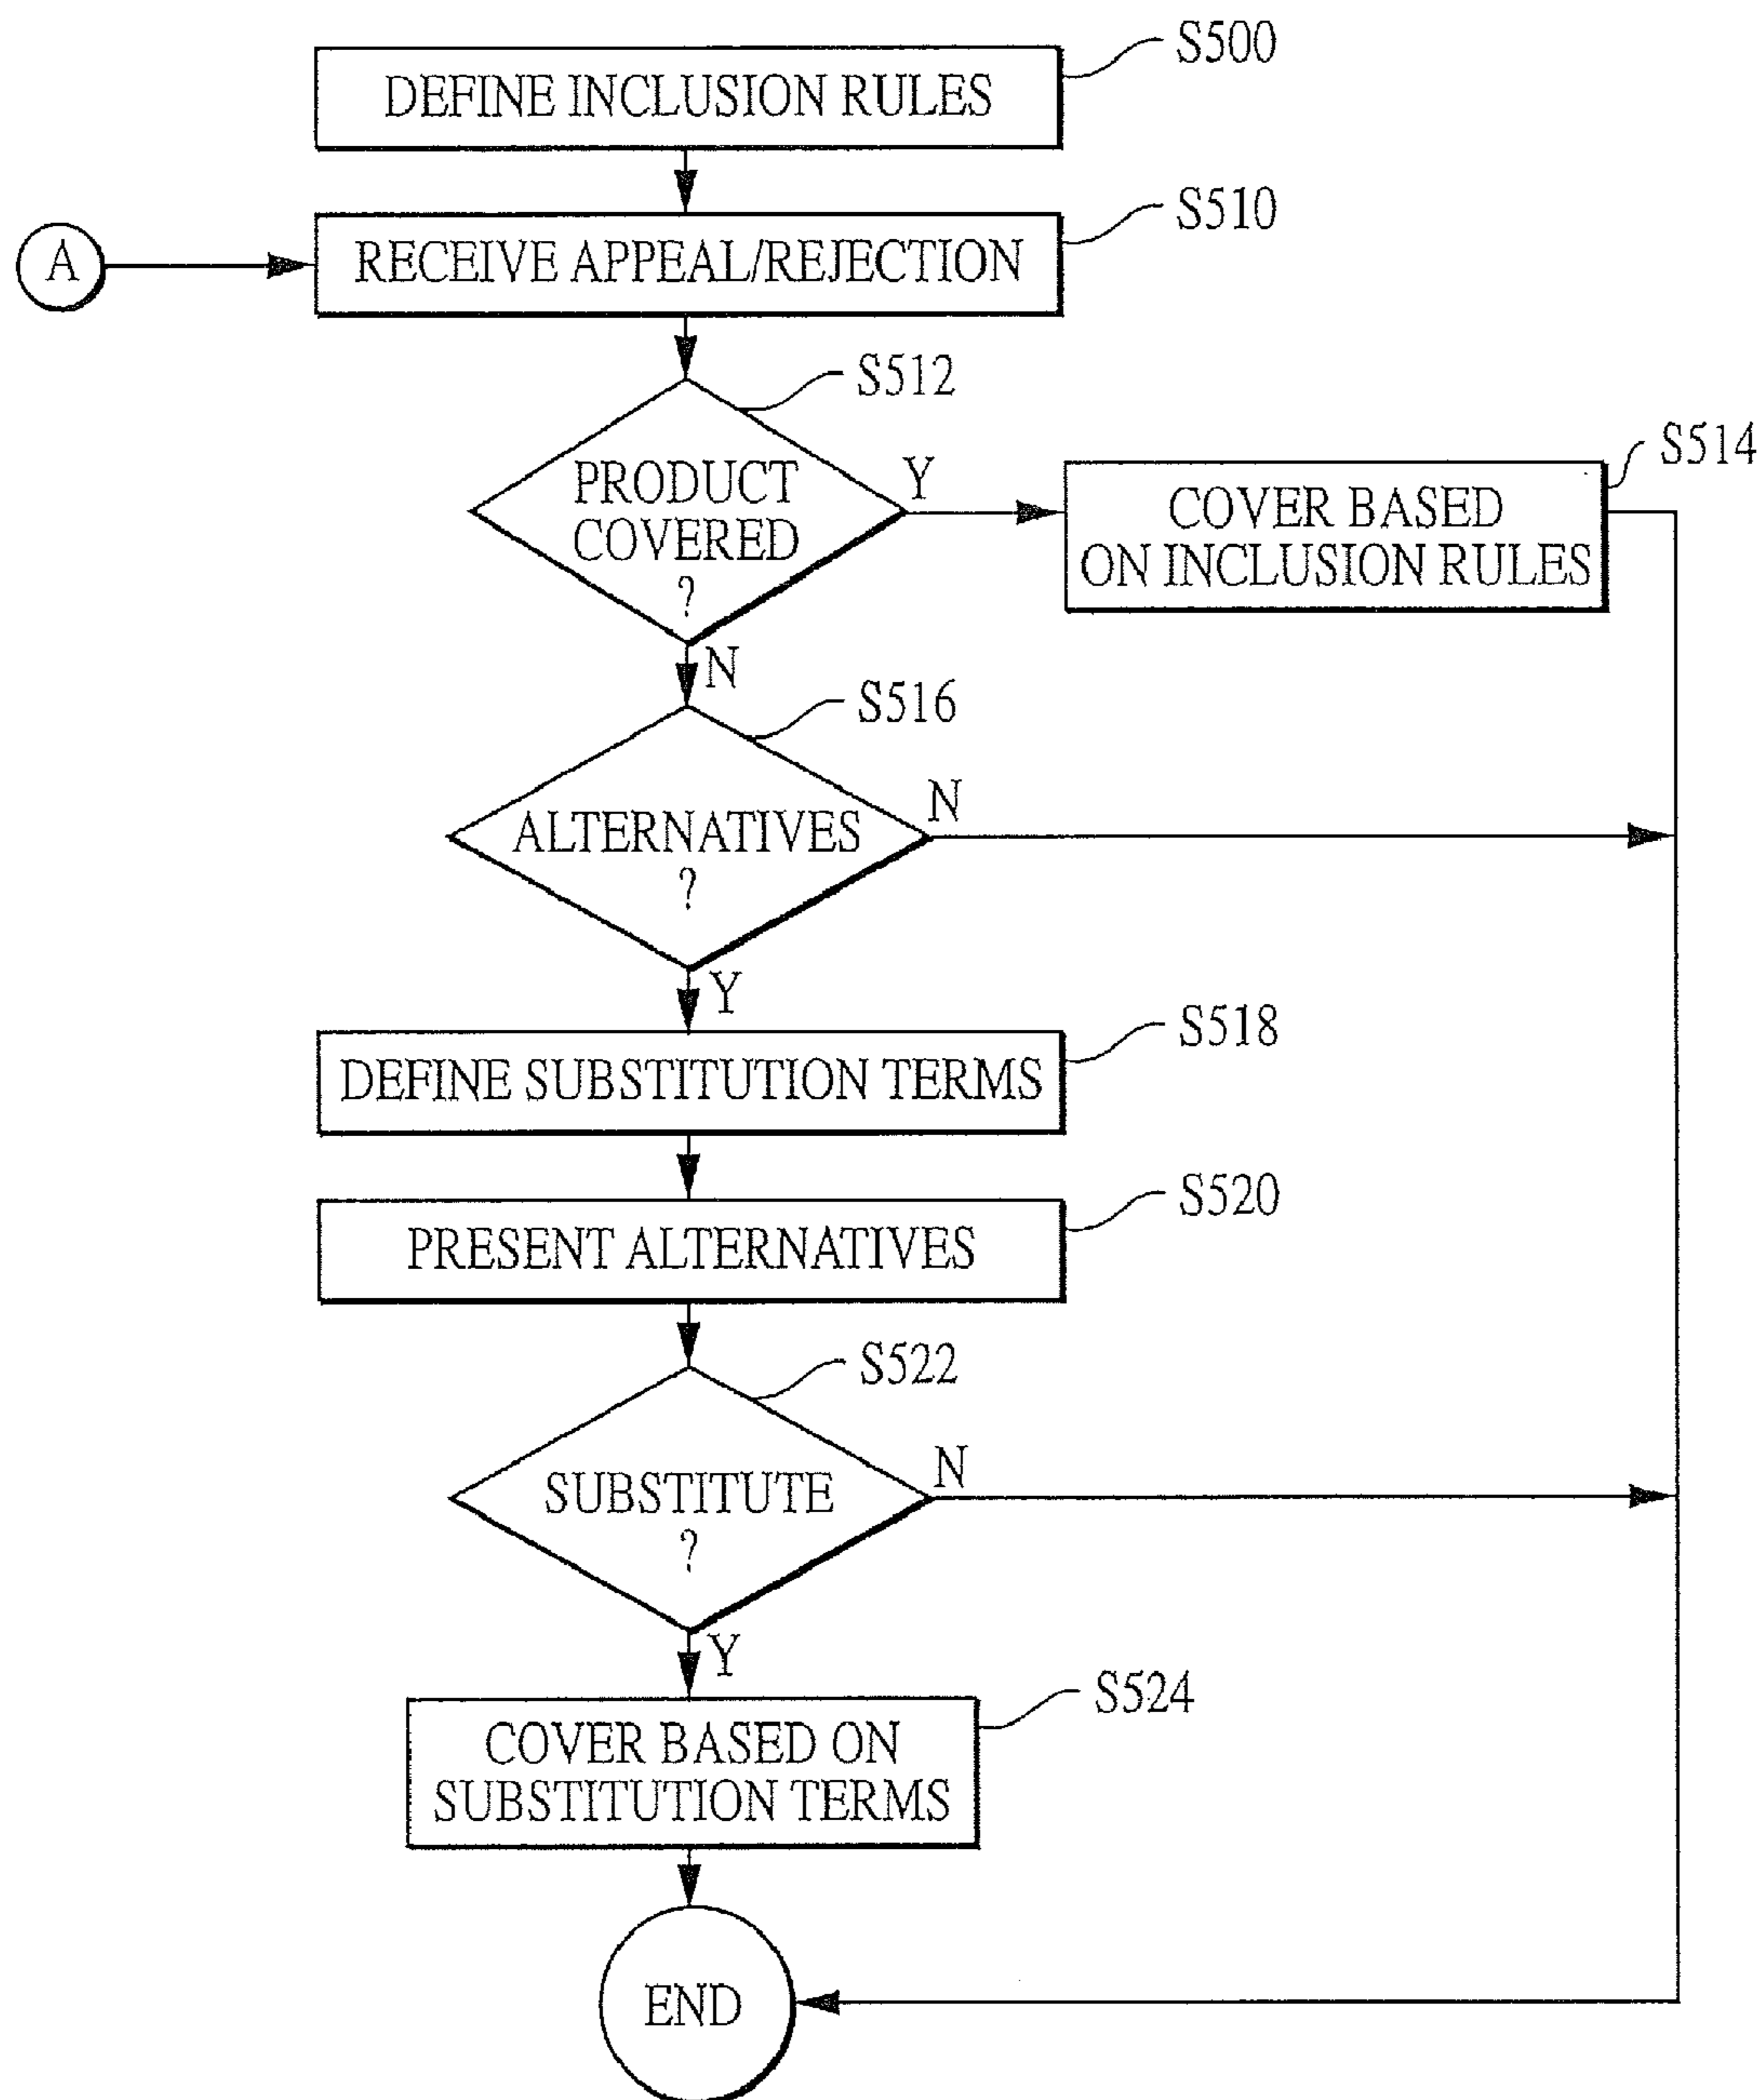 S500
DEFINE INCLUSION RULES
S510
A
RECEIVE APPEAL/REJECTION
S512
PRODUCT
COVERED
?
Y
S514
COVER BASED
ON INCLUSION RULES
N
S516
ALTERNATIVES
?
N
Y
S518
DEFINE SUBSTITUTION TERMS
S520
PRESENT ALTERNATIVES
S522
SUBSTITUTE
?
N
Y
S524
COVER BASED ON
SUBSTITUTION TERMS
END